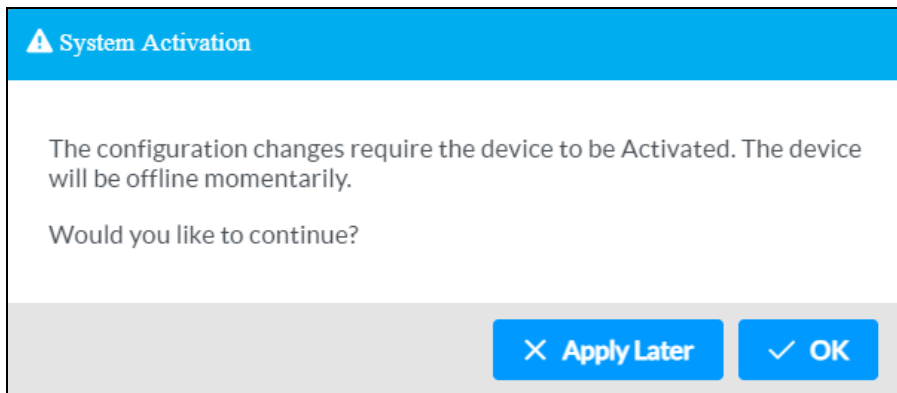 System Activation
The configuration changes require the device to be Activated. The device
will be offline momentarily.
Would you like to continue?
Apply Later
OK